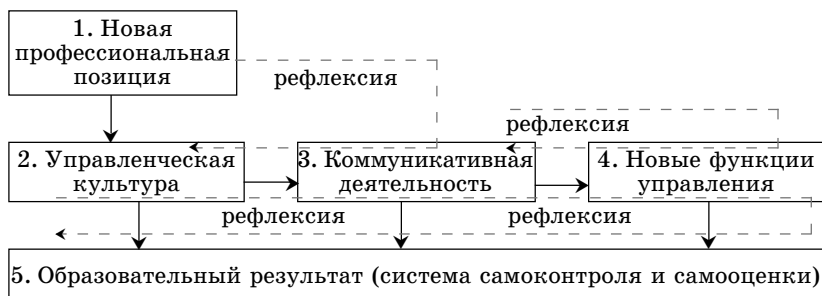 1. Новая
профессиональная
позиция
рефлексия
рефлексия
2. Управленческая
культура
3. Коммуникативная
деятельность
4. Новые функции
управления
рефлексия
рефлексия
5. Образовательный результат (система самоконтроля и самооценки)